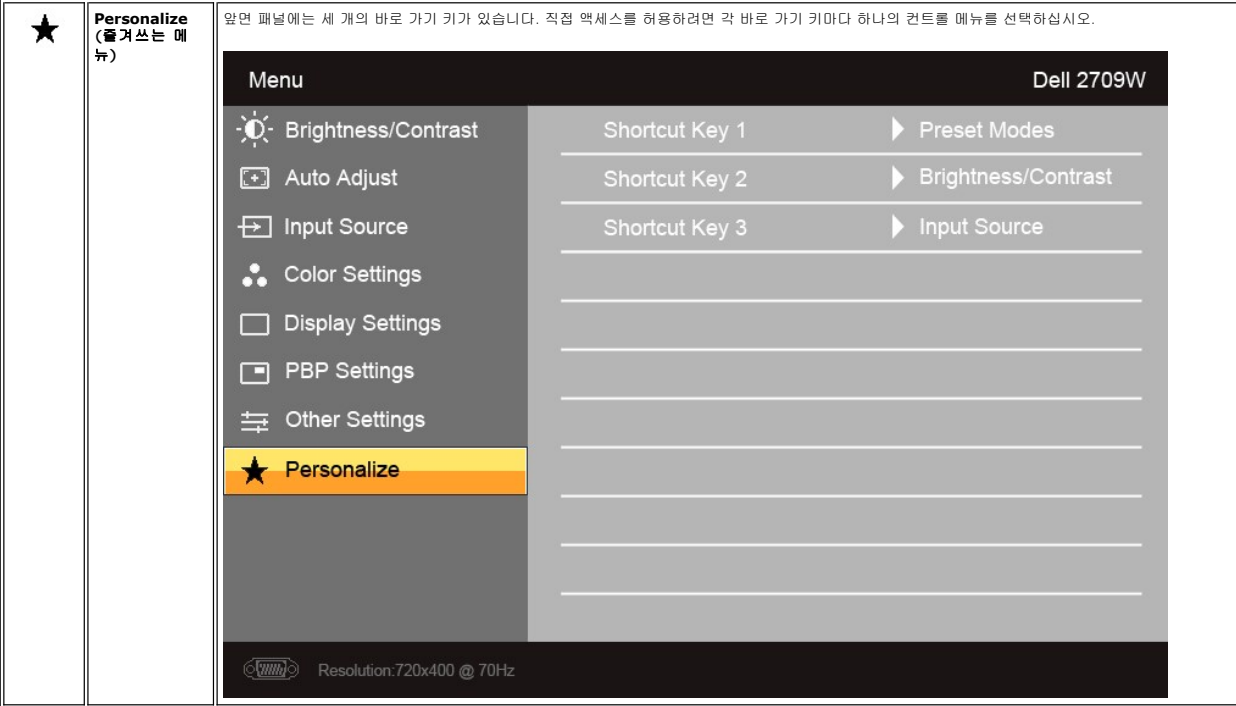 Personalize
(즐겨쓰는 메
뉴)
앞면 패널에는 세 개의 바로 가기 키가 있습니다. 직접 액세스를 허용하려면 각 바로 가기 키마다 하나의 컨트롤 메뉴를 선택하십시오.
Menu
Dell 2709W
Brightness/Contrast
Auto Adjust
Input Source
Color Settings
Display Settings
PBP Settings
Other Settings
Personalize
Shortcut Key 1 Preset Modes
Shortcut Key 2 Brightness/Contrast
Shortcut Key 3 Input Source
Resolution:720x400 @ 70Hz